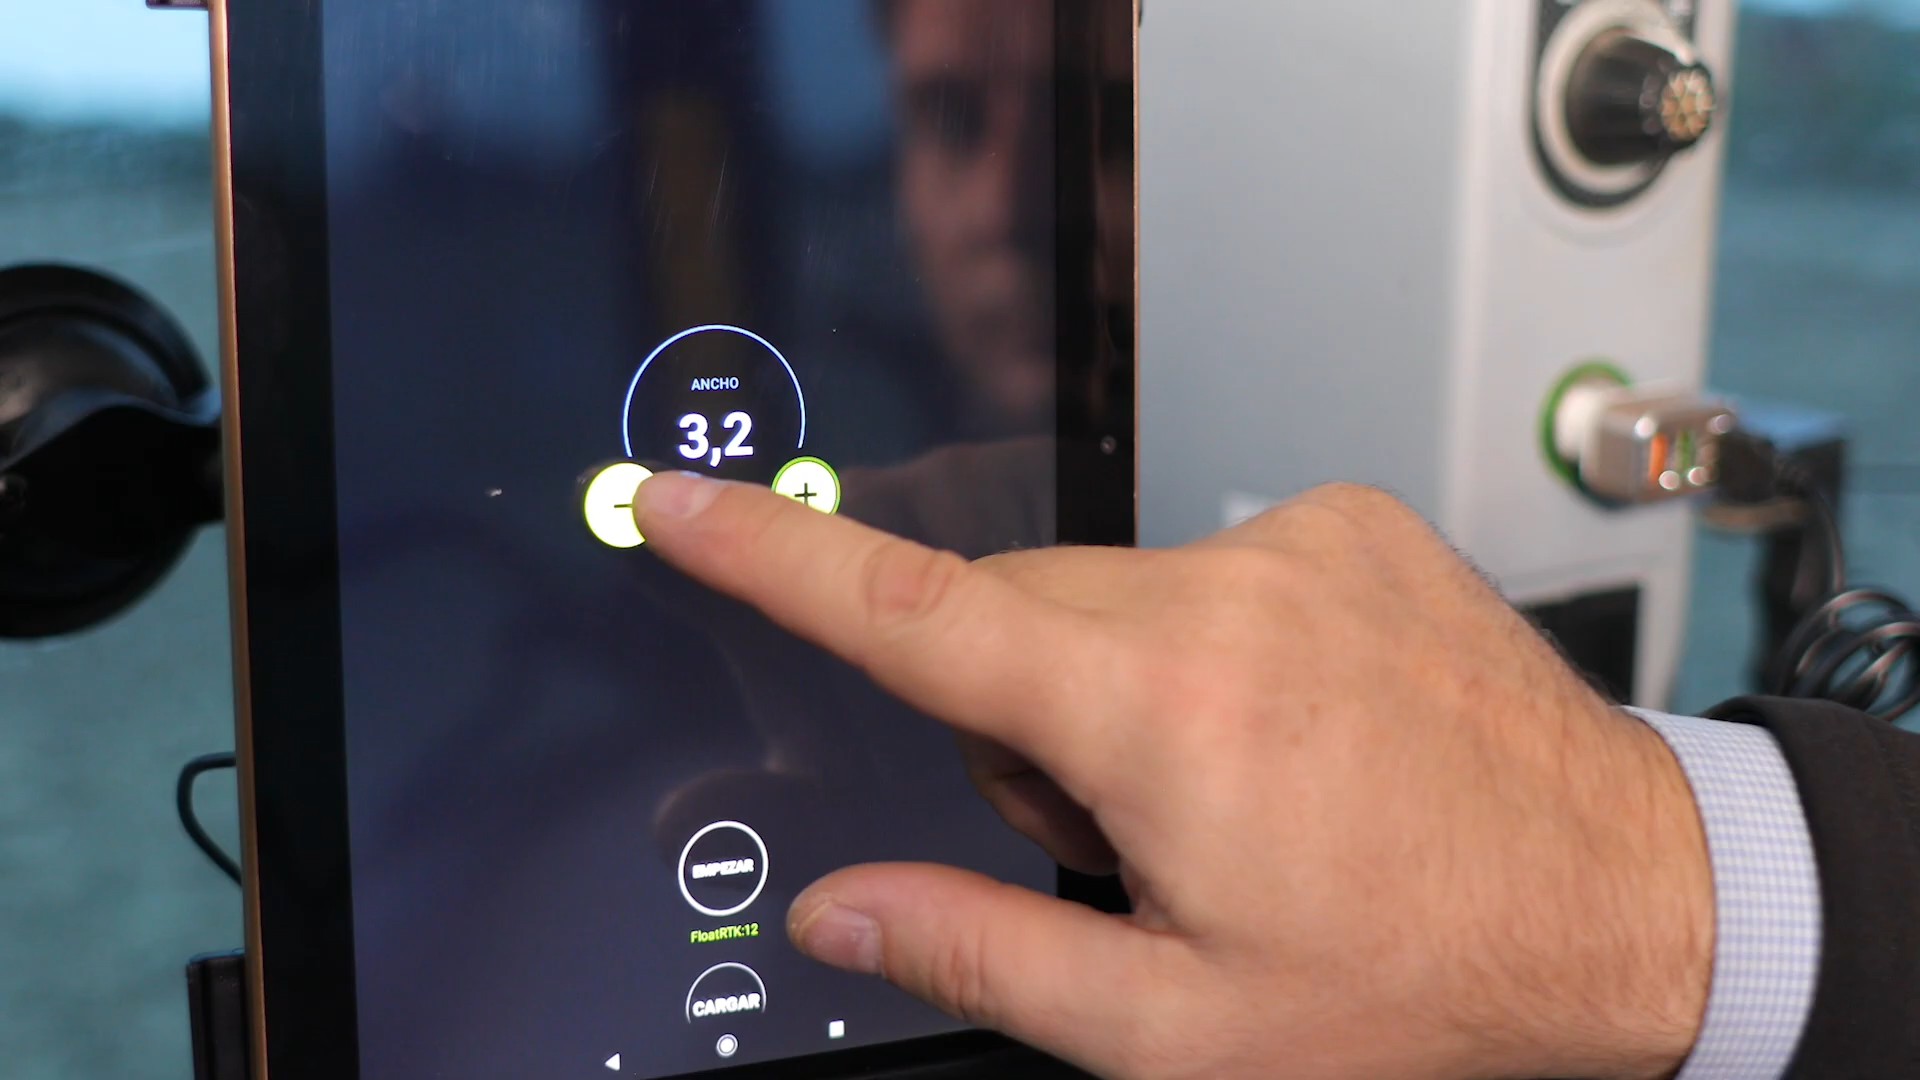 ANCHO
3,2
−
+
EMPEZAR
FloatRTK:12
CARGAR